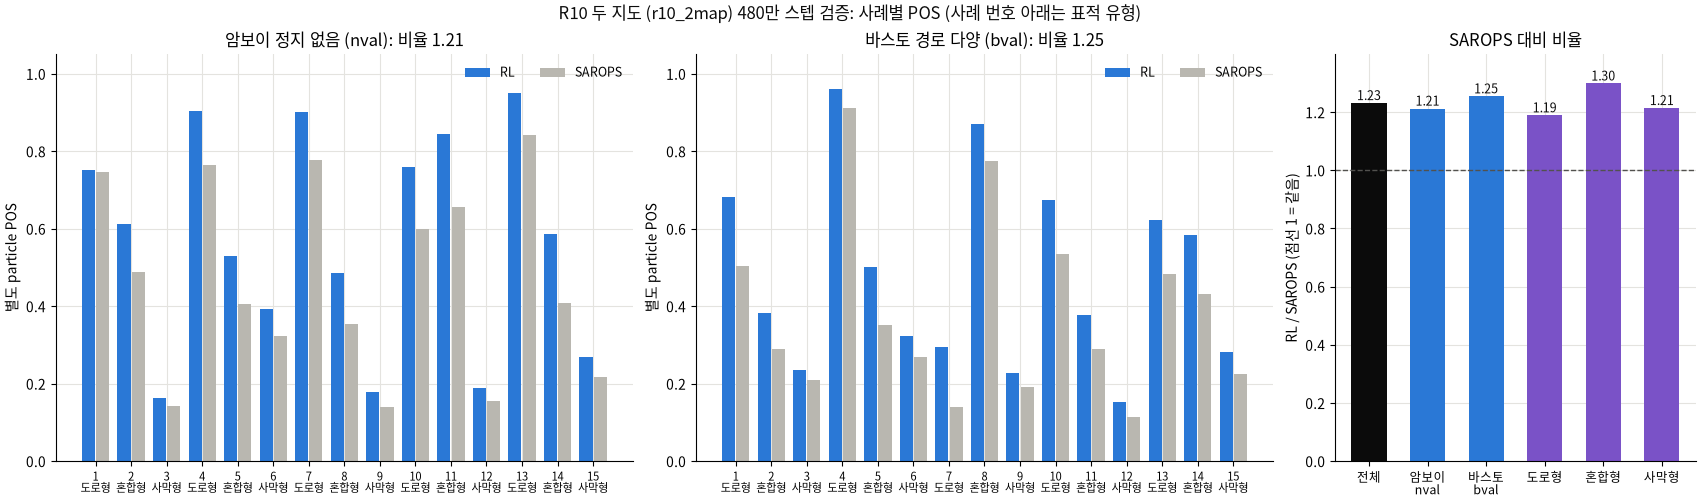 R10 두 지도 (r10_2map) 480만 스텝 검증: 사례별 POS (사례 번호 아래는 표적 유형)
암보이 정지 없음 (nval): 비율 1.21
RL
SAROPS
별도 particle POS
1.0
0.8
0.6
0.4
0.2
0.0
1 2 3 4 5 6 7 8 9 10 11 12 13 14 15
도로형 혼합형 사막형 도로형 혼합형 사막형 도로형 혼합형 사막형 도로형 혼합형 사막형 도로형 혼합형 사막형
바스토 경로 다양 (bval): 비율 1.25
RL
SAROPS
별도 particle POS
1.0
0.8
0.6
0.4
0.2
0.0
1 2 3 4 5 6 7 8 9 10 11 12 13 14 15
도로형 혼합형 사막형 도로형 혼합형 사막형 도로형 혼합형 사막형 도로형 혼합형 사막형 도로형 혼합형 사막형
SAROPS 대비 비율
RL / SAROPS (점선 1 = 같음)
1.2
1.0
0.8
0.6
0.4
0.2
0.0
1.23 1.21 1.25 1.19 1.30 1.21
전체 암보이 바스토 도로형 혼합형 사막형
nval bval